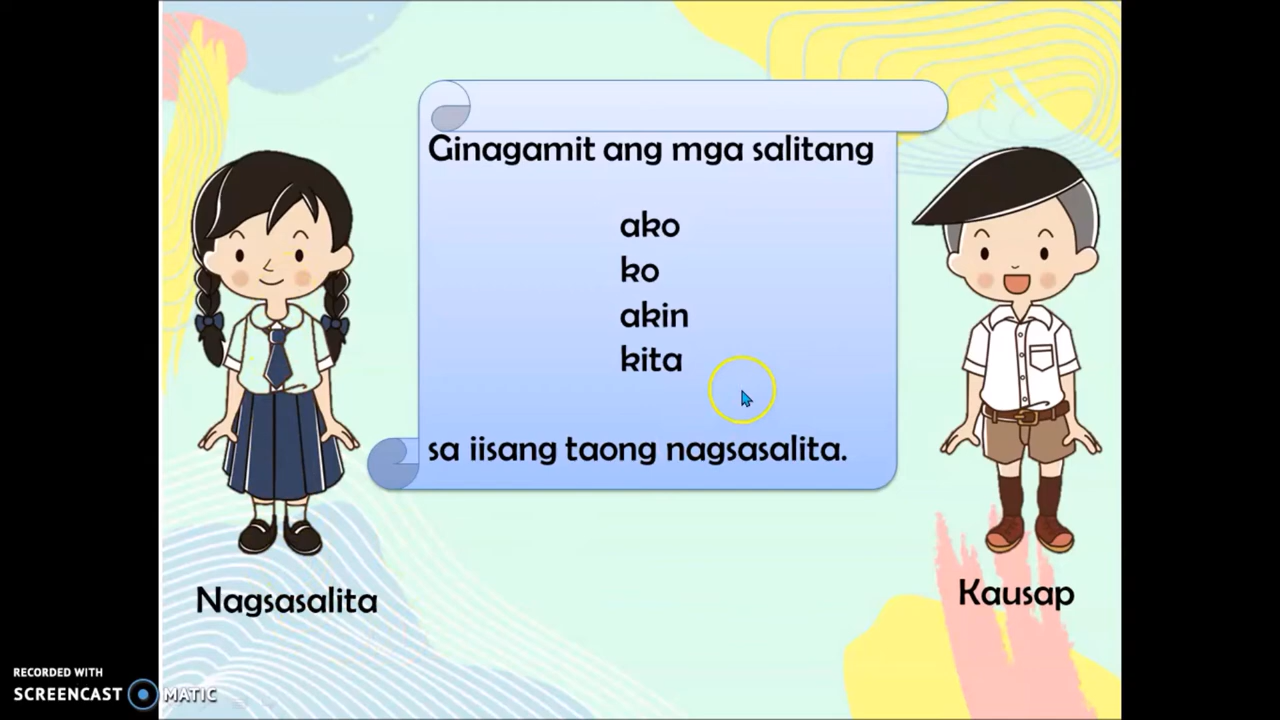 Ginagamit ang mga salitang
ako
ko
akin
kita
sa iisang taong nagsasalita.
Nagsasalita
Kausap
RECORDED WITH
SCREENCAST MATIC